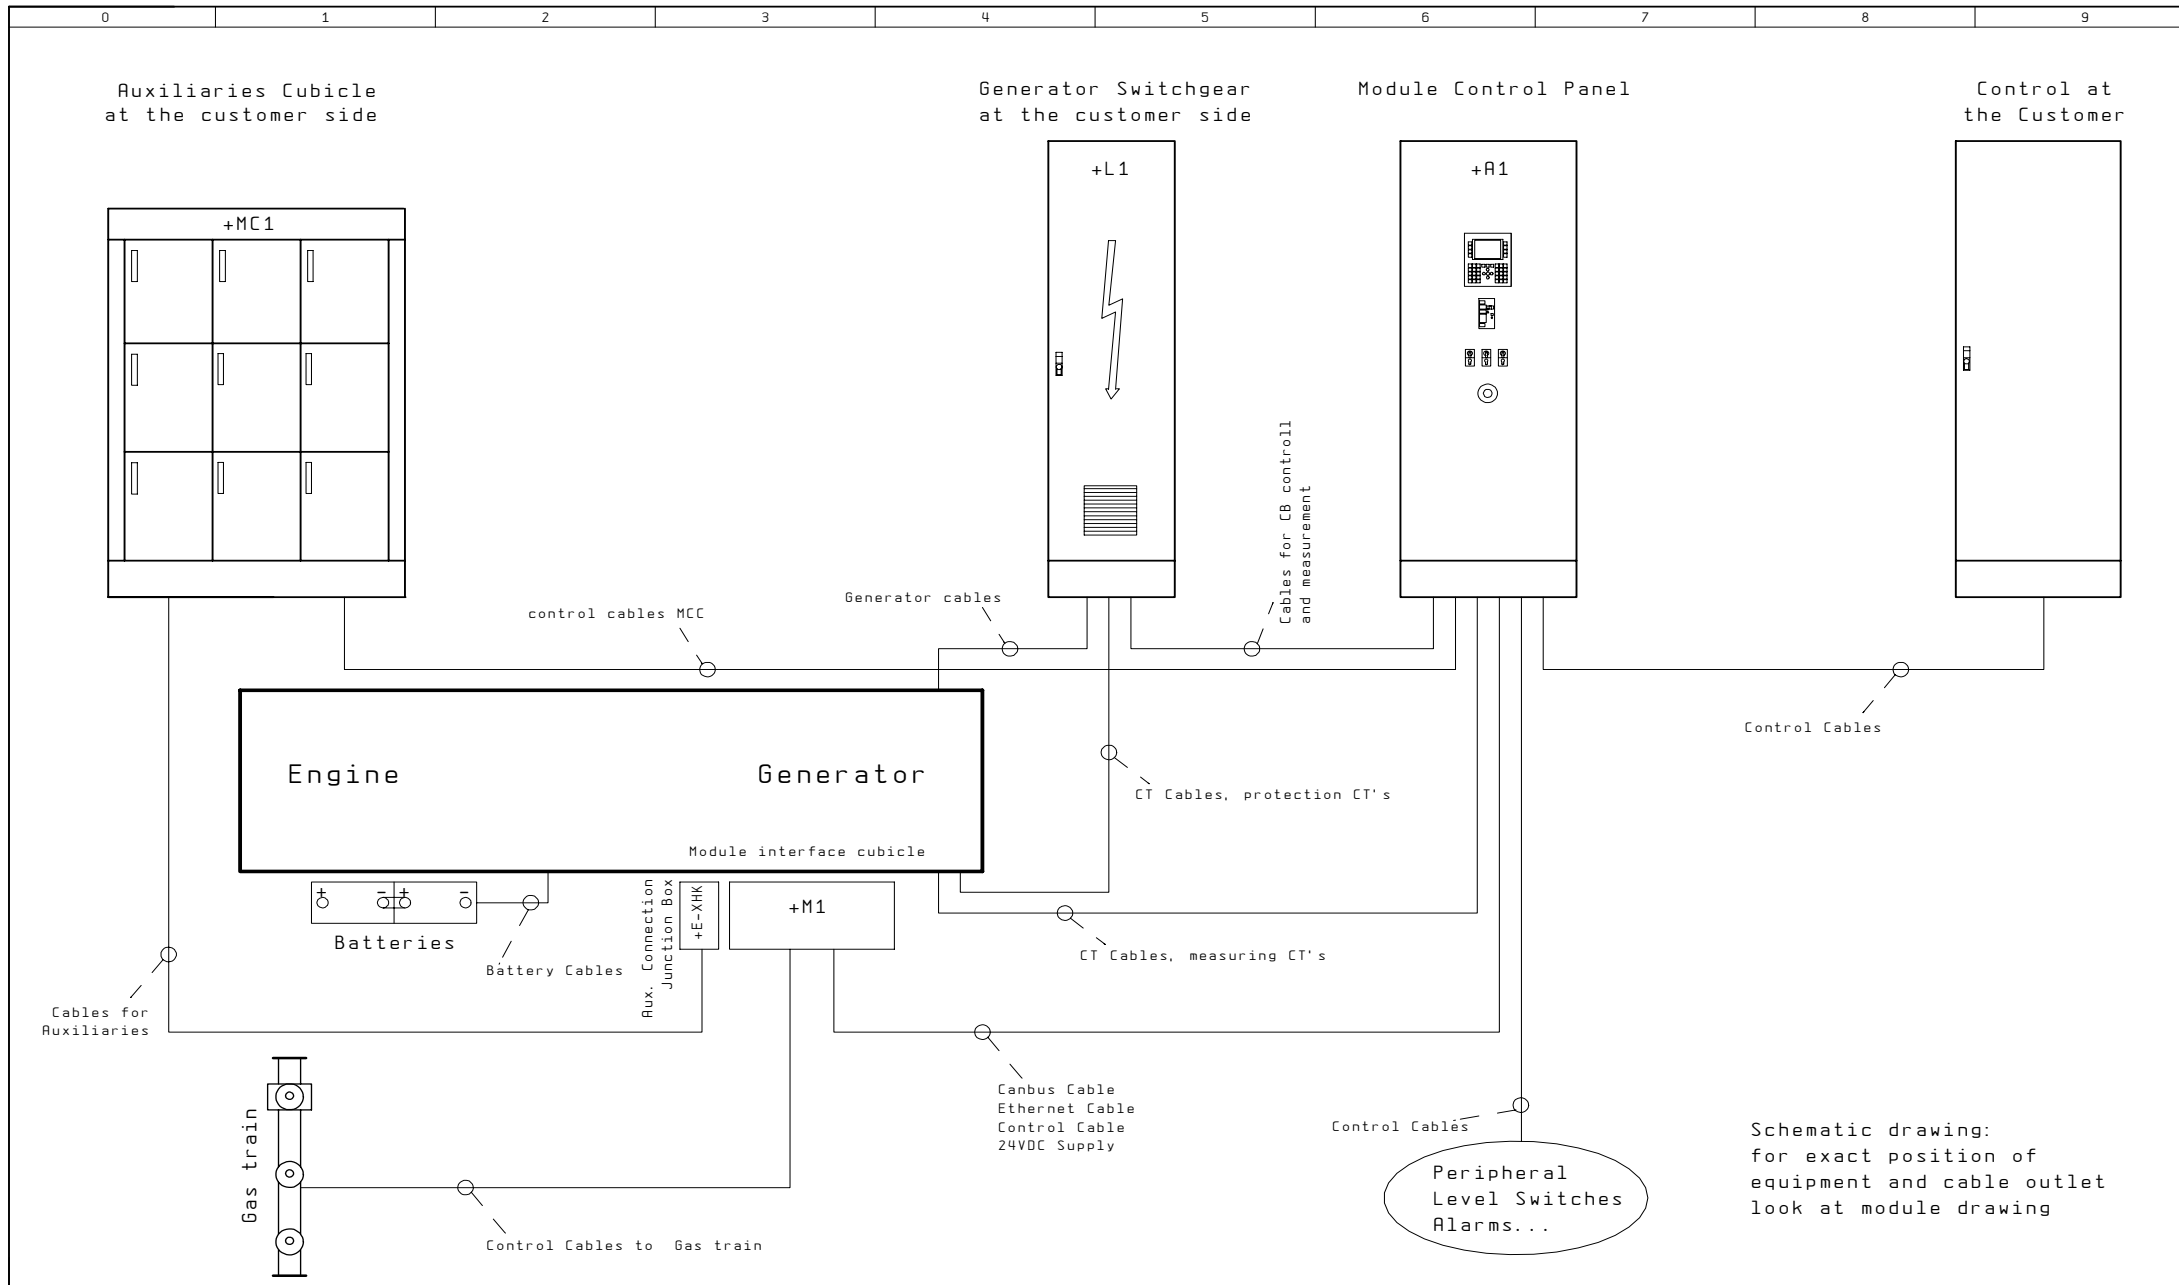 0 1 2 3 4 5 6 7 8 9
Auxiliaries Cubicle
at the customer side
Generator Switchgear
at the customer side
Module Control Panel
Control at
the Customer
+MC1
+L1
+A1
Cables for CB controll
and measurement
control cables MCC
Generator cables
Control Cables
Engine
Generator
CT Cables, protection CT's
Module interface cubicle
+ - + -
Batteries
Battery Cables
Aux. Connection
Junction Box
+E-XHK
+M1
CT Cables, measuring CT's
Cables for
Auxiliaries
Canbus Cable
Ethernet Cable
Control Cable
24VDC Supply
Control Cables
Gas train
Control Cables to Gas train
Peripheral
Level Switches
Alarms...
Schematic drawing:
for exact position of
equipment and cable outlet
look at module drawing